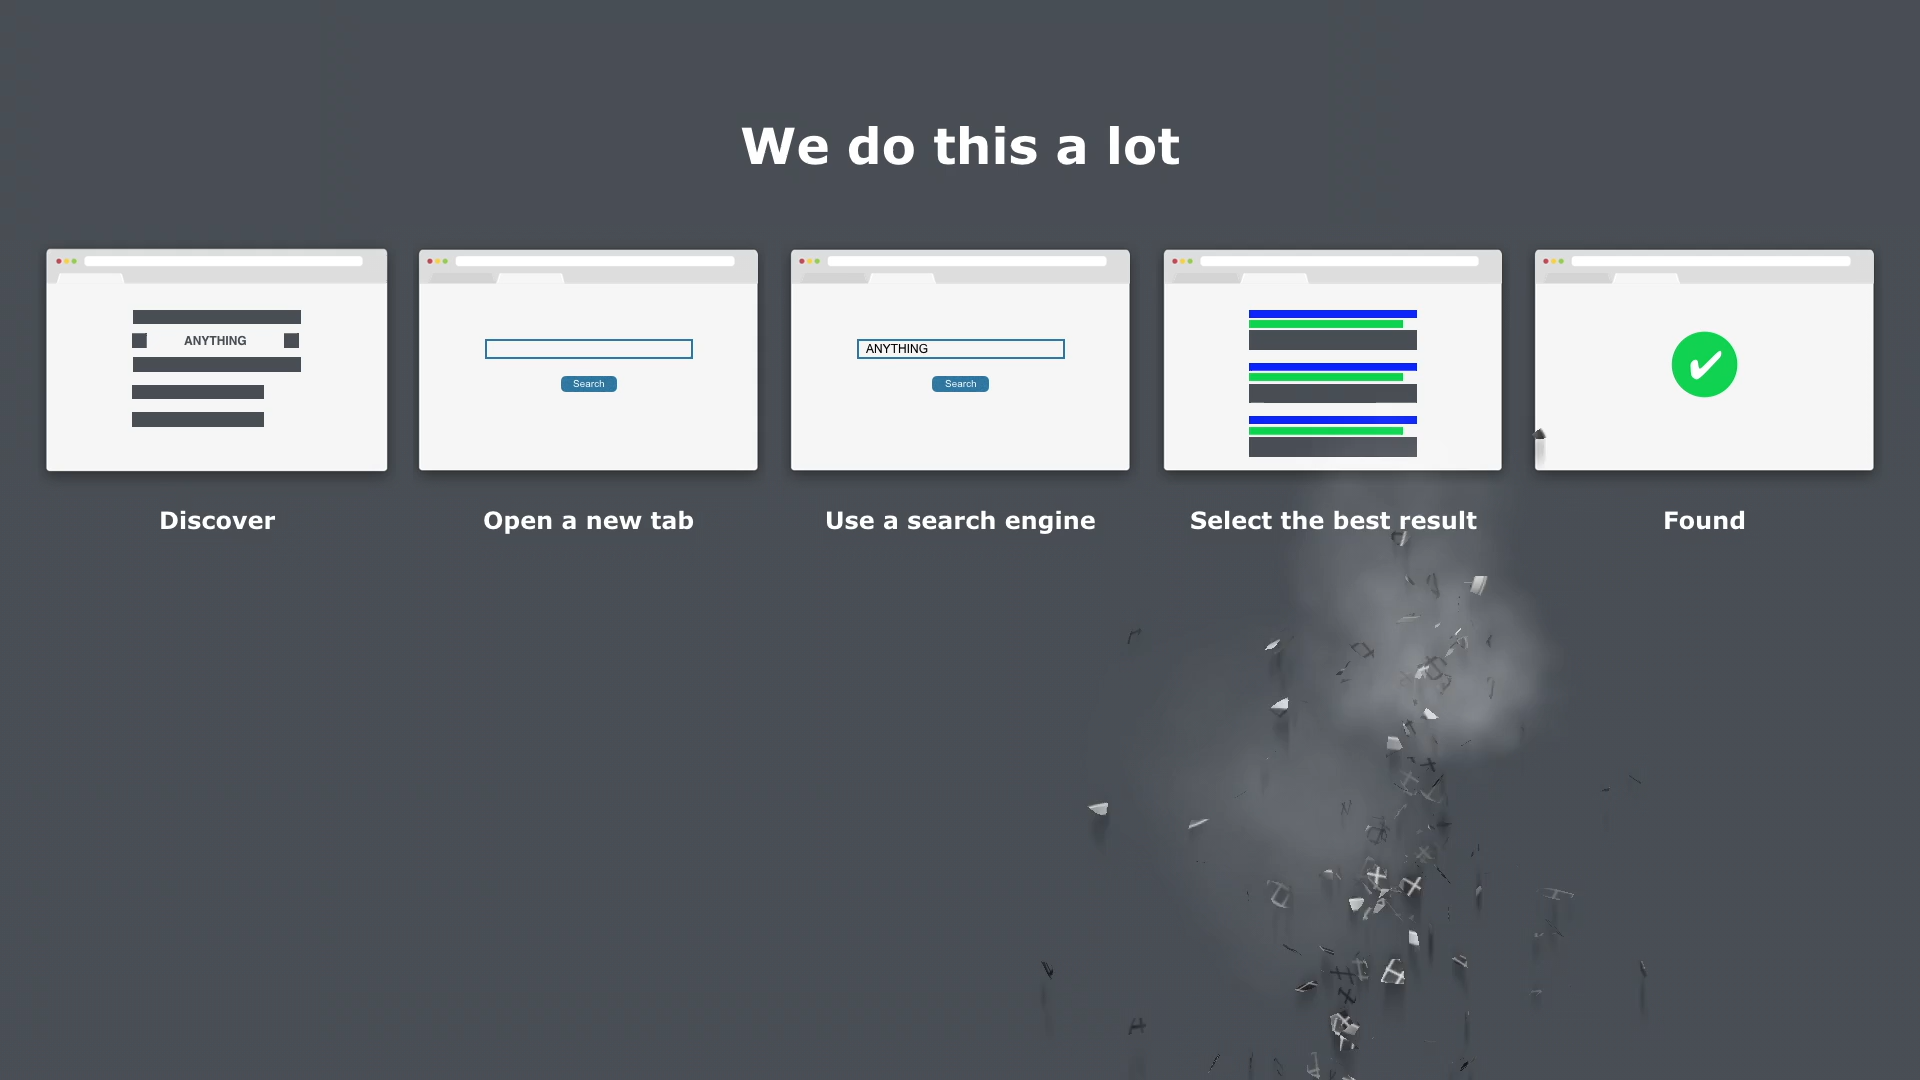 We do this a lot
ANYTHING
Search
ANYTHING
Search
Discover
Open a new tab
Use a search engine
Select the best result
Found